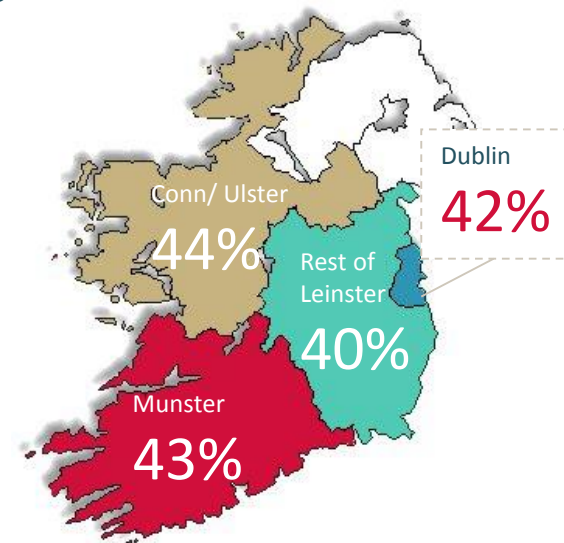 Dublin
42%
Conn/ Ulster
44%
Rest of
Leinster
40%
Munster
43%